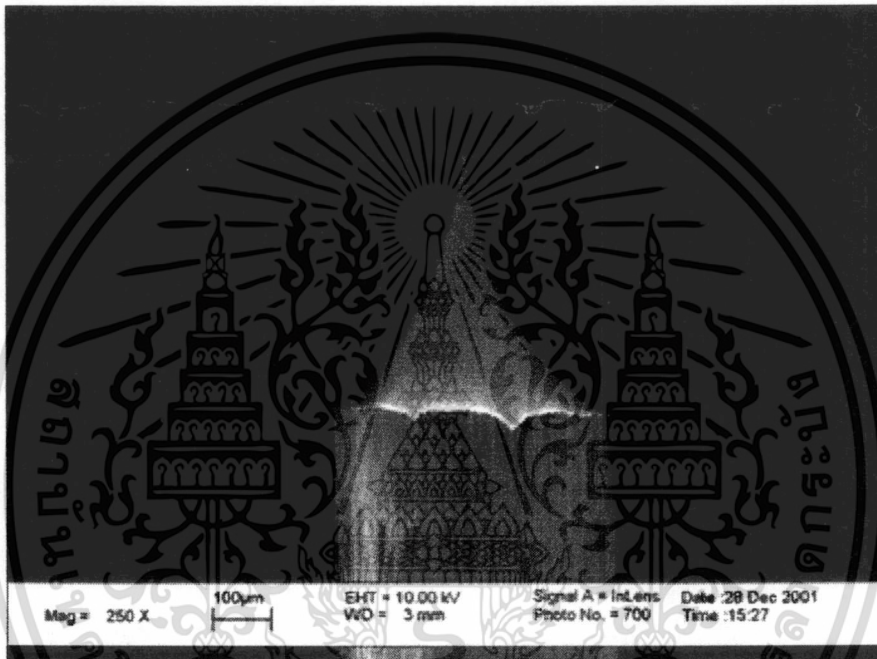 Mag = 250 X
100µm
EHT = 10.00 kV
WD = 3 mm
Signal A = InLens
Photo No. = 700
Date :28 Dec 2001
Time :15:27